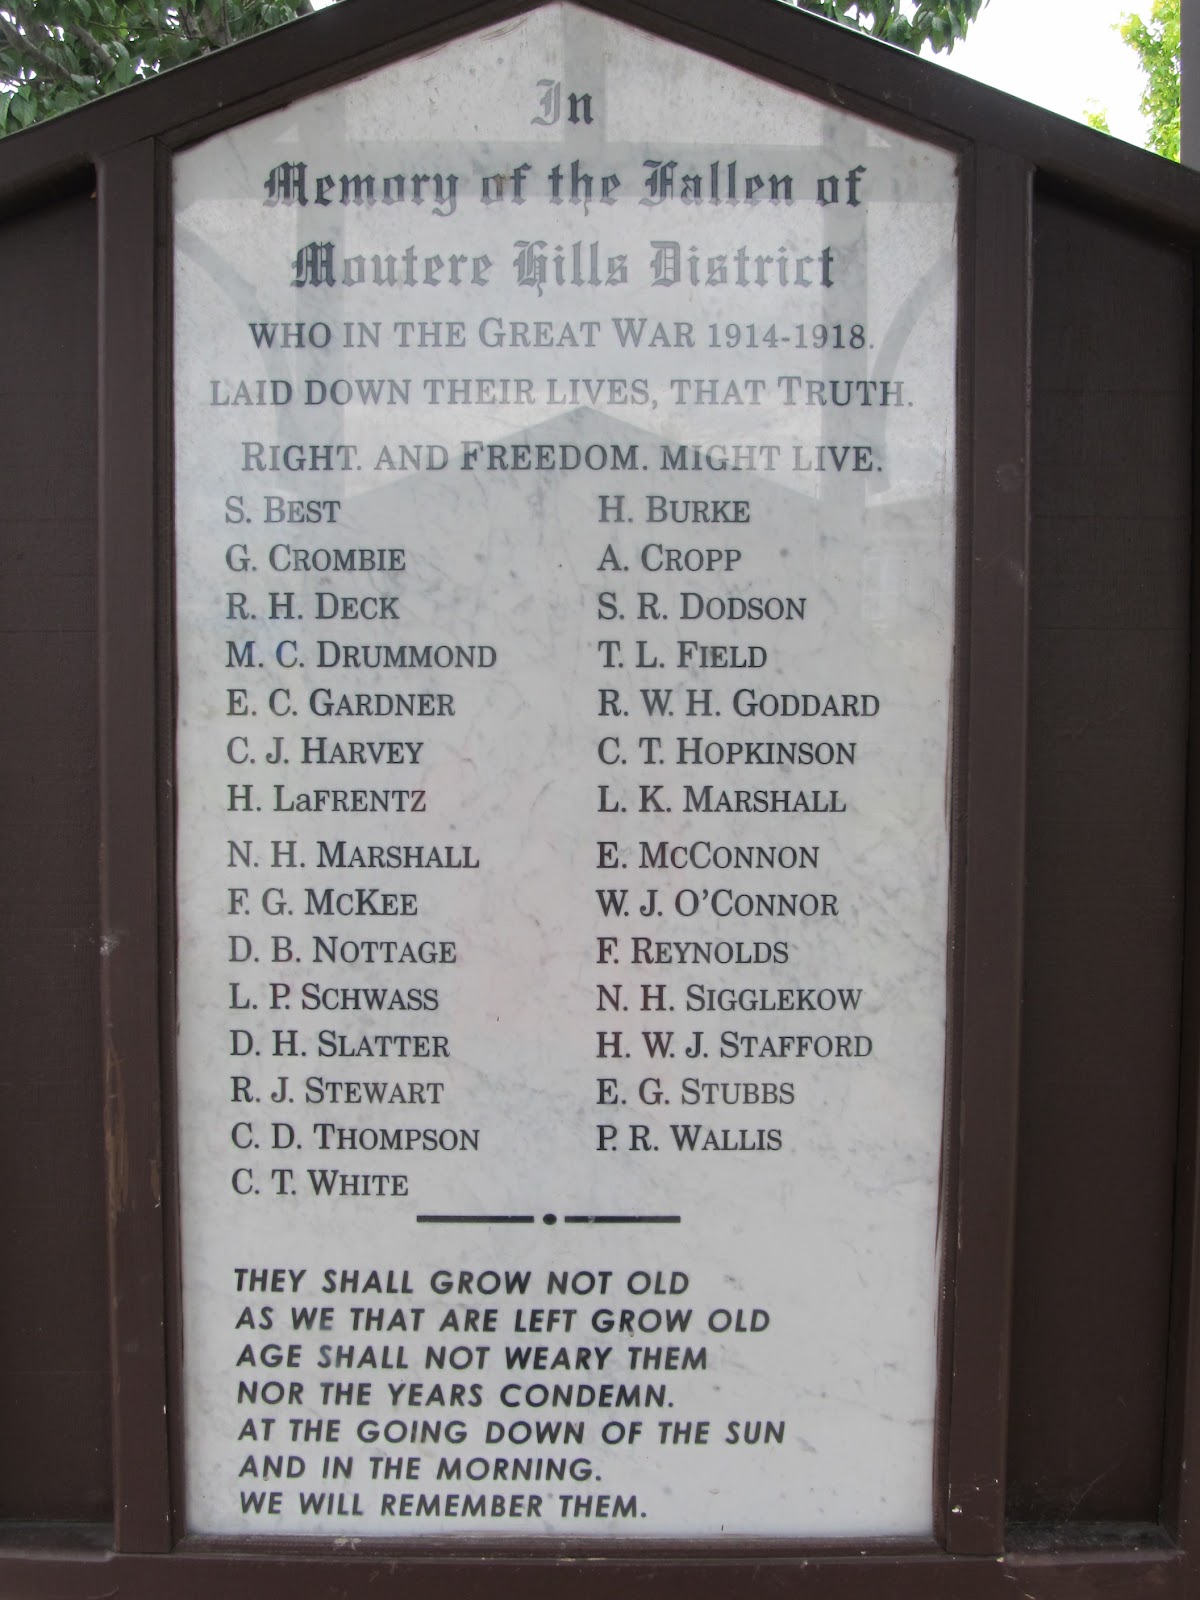 In
Memory of the Fallen of
Moutere Hills District
WHO IN THE GREAT WAR 1914-1918.
LAID DOWN THEIR LIVES, THAT TRUTH.
RIGHT. AND FREEDOM. MIGHT LIVE.
S. BEST H. BURKE
G. CROMBIE A. CROPP
R. H. DECK S. R. DODSON
M. C. DRUMMOND T. L. FIELD
E. C. GARDNER R. W. H. GODDARD
C. J. HARVEY C. T. HOPKINSON
H. LaFRENTZ L. K. MARSHALL
N. H. MARSHALL E. MCCONNON
F. G. MCKEE W. J. O'CONNOR
D. B. NOTTAGE F. REYNOLDS
L. P. SCHWASS N. H. SIGGLEKOW
D. H. SLATTER H. W. J. STAFFORD
R. J. STEWART E. G. STUBBS
C. D. THOMPSON P. R. WALLIS
C. T. WHITE
THEY SHALL GROW NOT OLD
AS WE THAT ARE LEFT GROW OLD
AGE SHALL NOT WEARY THEM
NOR THE YEARS CONDEMN.
AT THE GOING DOWN OF THE SUN
AND IN THE MORNING.
WE WILL REMEMBER THEM.